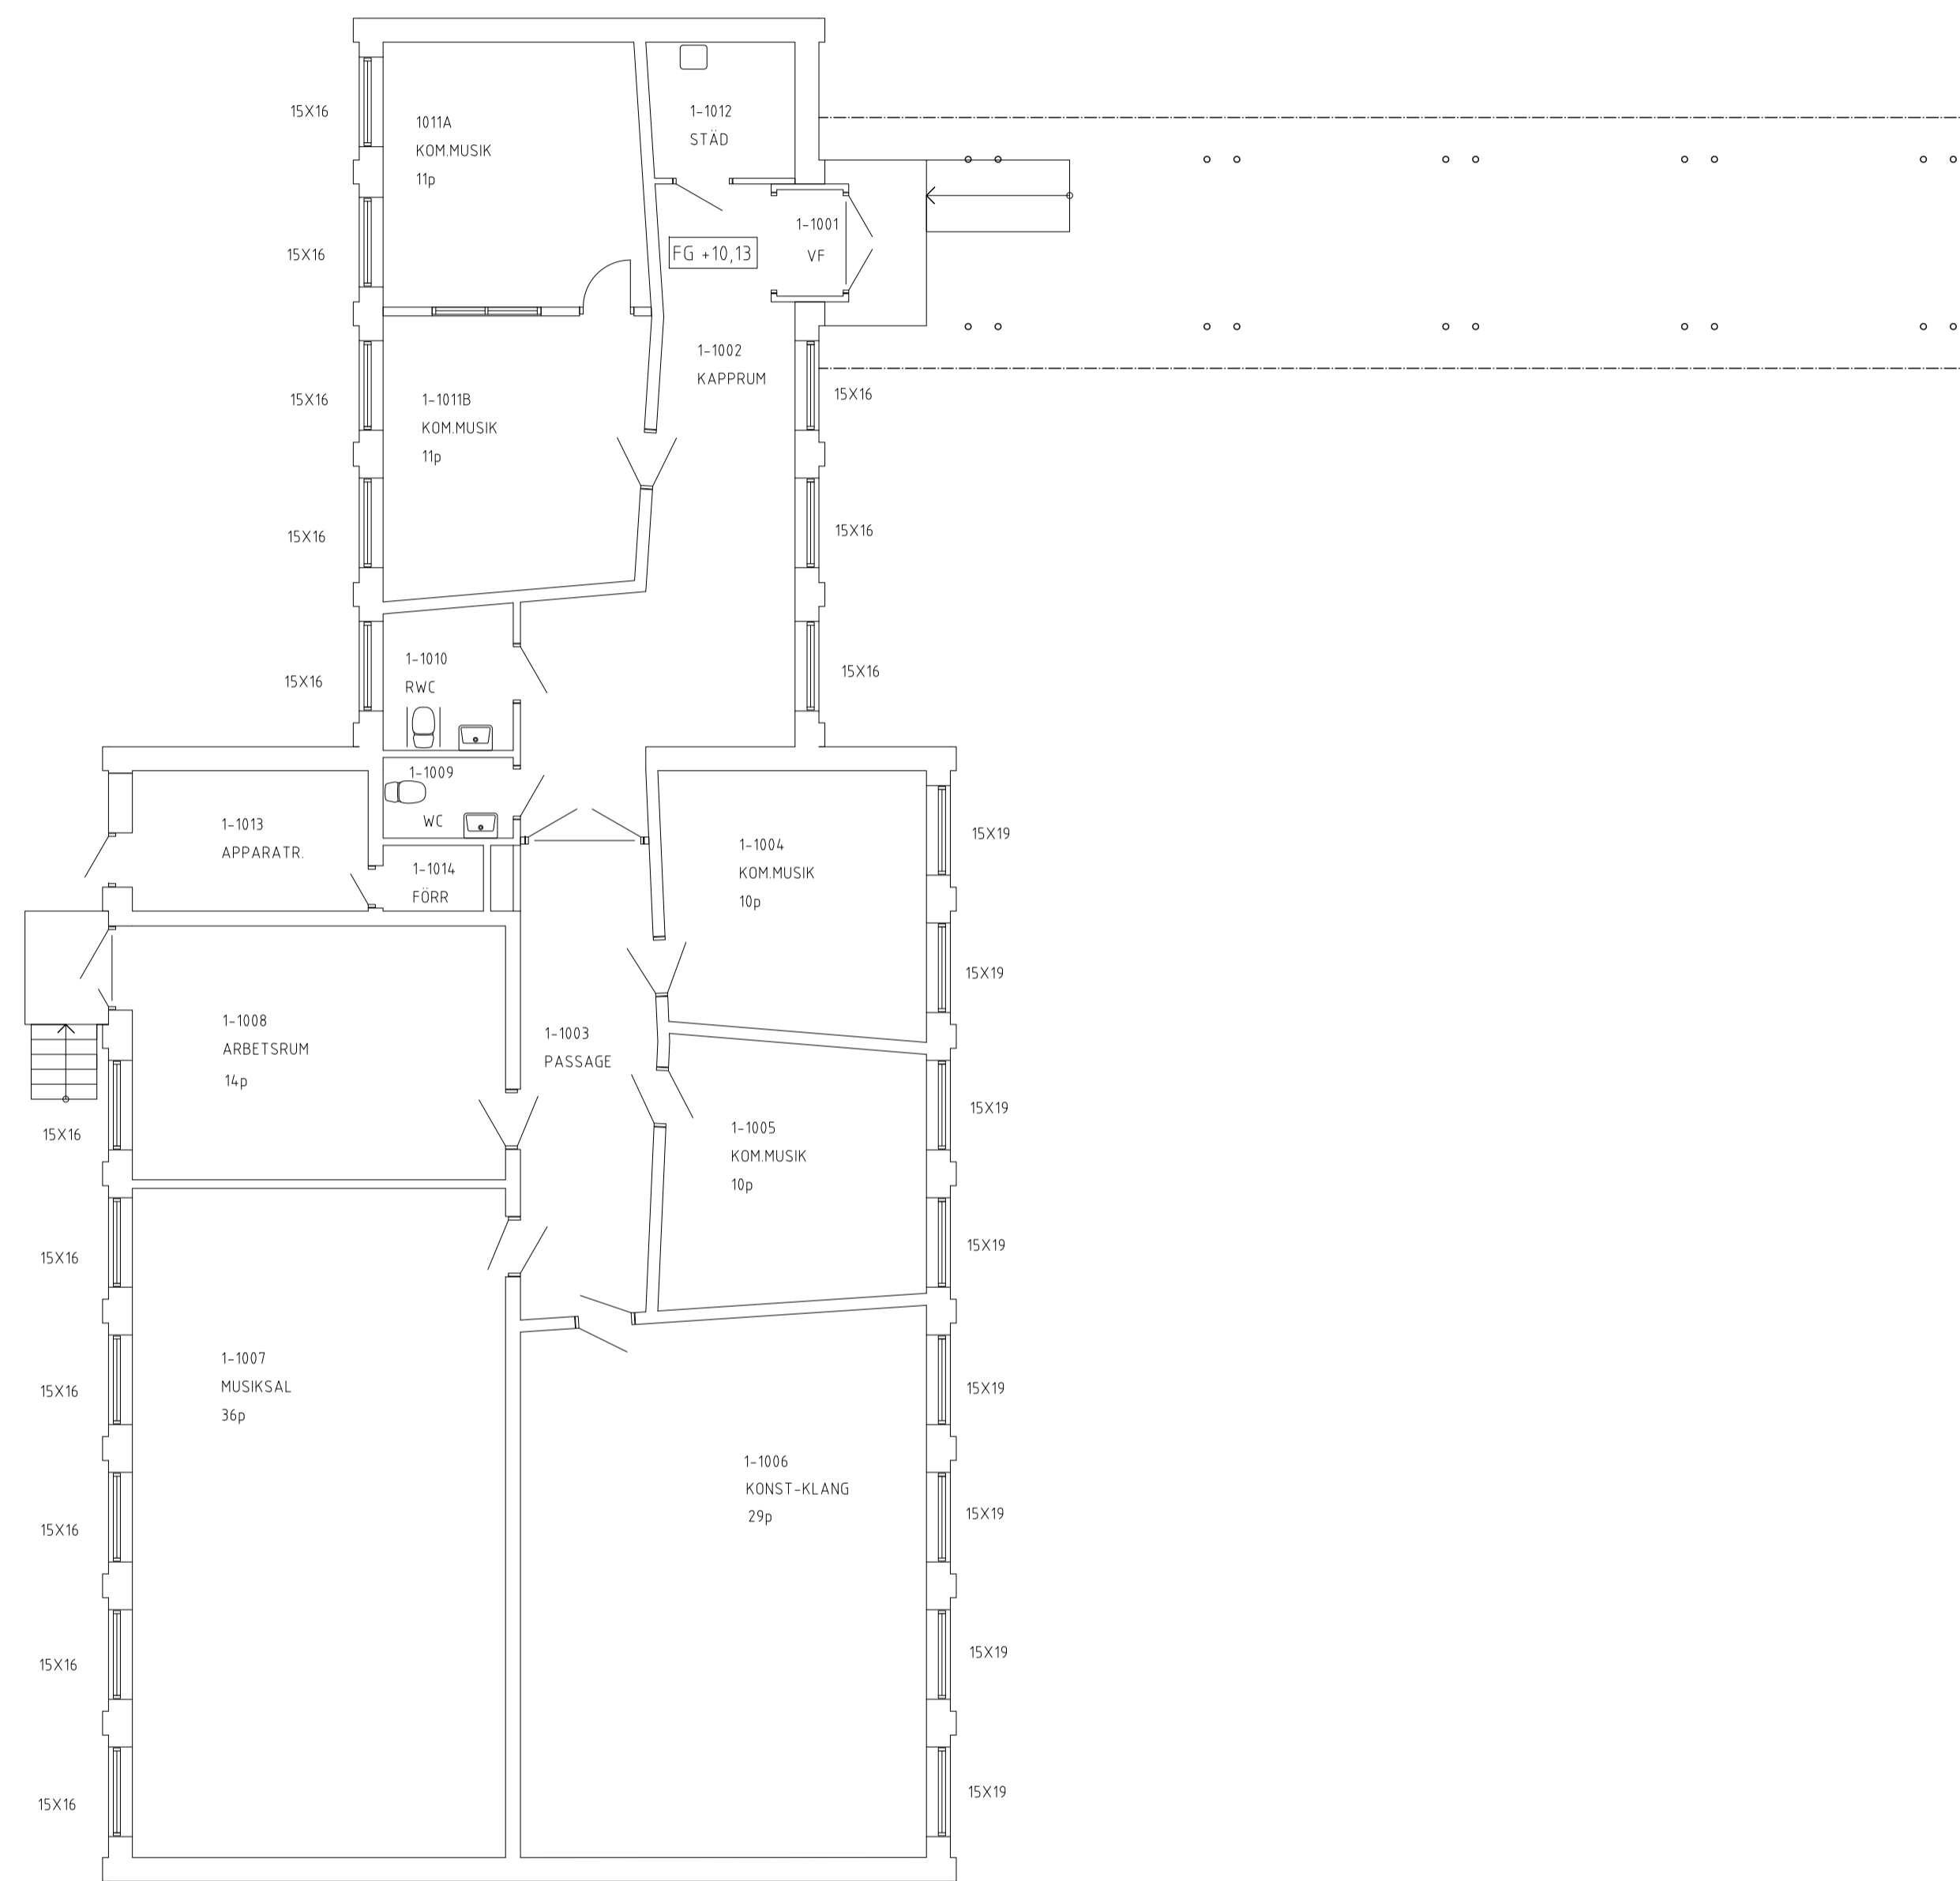 15X16
1011A
KOM.MUSIK
11p
1-1012
STÄD
15X16
FG +10,13
1-1001
VF
1-1002
KAPPRUM
15X16
1-1011B
KOM.MUSIK
11p
15X16
15X16
15X16
15X16
1-1010
RWC
15X16
1-1009
WC
1-1013
APPARATR.
1-1014
FÖRR
1-1004
KOM.MUSIK
10p
15X19
15X19
1-1008
ARBETSRUM
14p
1-1003
PASSAGE
15X16
1-1005
KOM.MUSIK
10p
15X19
15X16
15X19
1-1007
MUSIKSAL
36p
15X16
15X19
1-1006
KONST-KLANG
29p
15X16
15X19
15X16
15X19
15X16
15X19